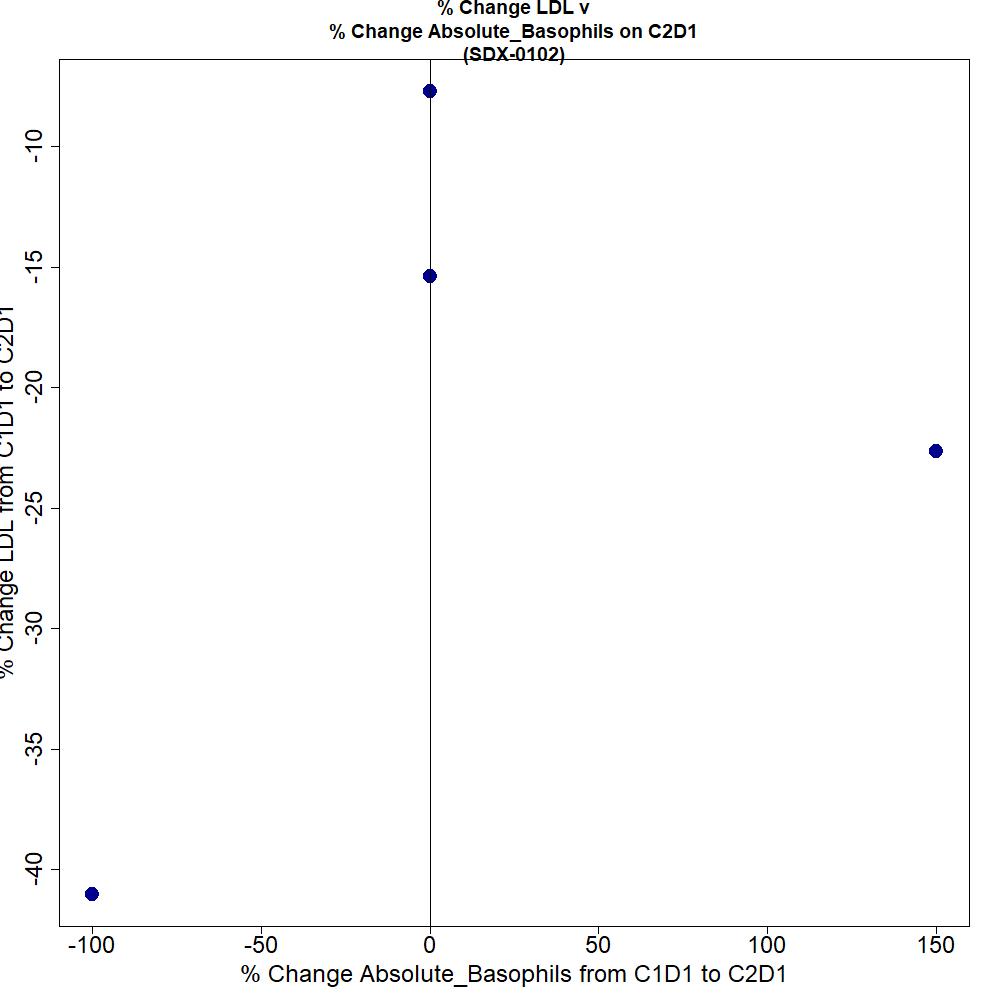 % Change LDL v
% Change Absolute_Basophils on C2D1
(SDX-0102)
% Change LDL from C1D1 to C2D1
-10
-15
-20
-25
-30
-35
-40
-100
-50
0
50
100
150
% Change Absolute_Basophils from C1D1 to C2D1